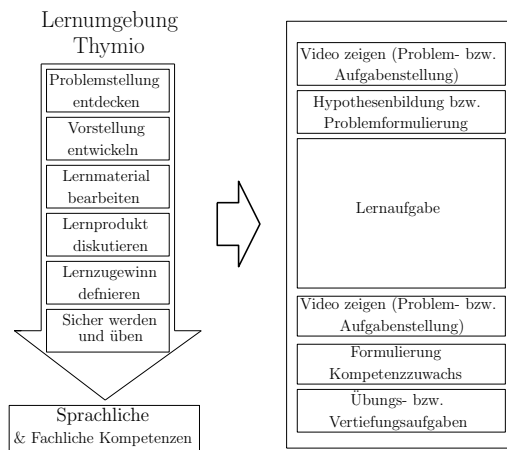 Lernumgebung
Thymio
Problemstellung
entdecken
Vorstellung
entwickeln
Lernmaterial
bearbeiten
Lernprodukt
diskutieren
Lernzugewinn
defnieren
Sicher werden
und üben
Sprachliche
& Fachliche Kompetenzen
Video zeigen (Problem- bzw.
Aufgabenstellung)
Hypothesenbildung bzw.
Problemformulierung
Lernaufgabe
Video zeigen (Problem- bzw.
Aufgabenstellung)
Formulierung
Kompetenzzuwachs
Übungs- bzw.
Vertiefungsaufgaben